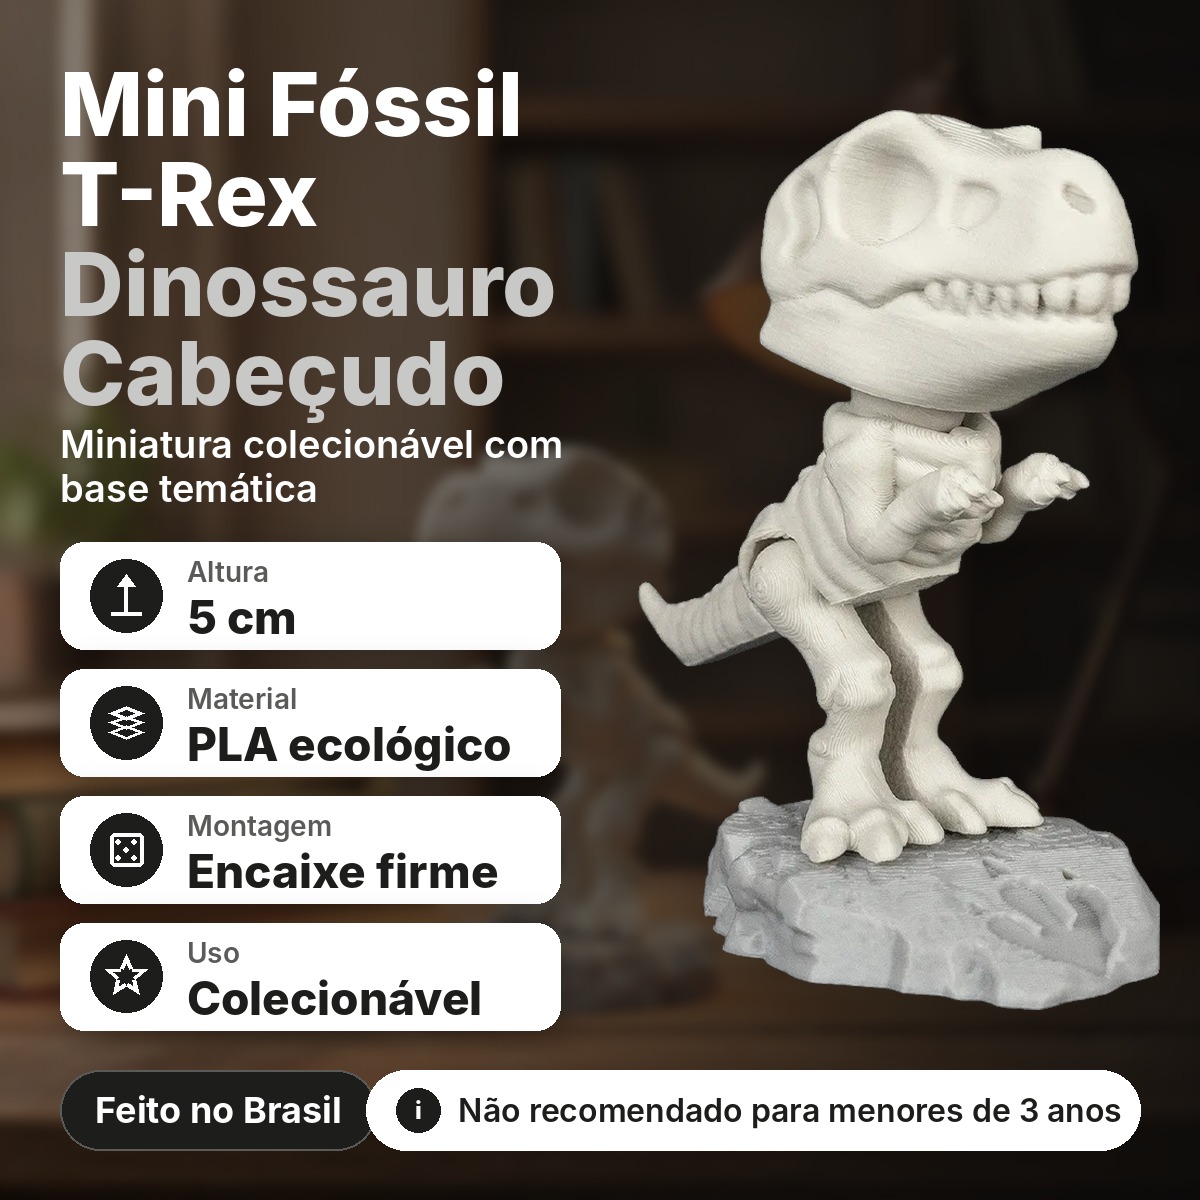 Mini Fóssil
T-Rex
Dinossauro
Cabeçudo
Miniatura colecionável com
base temática
Altura
5 cm
Material
PLA ecológico
Montagem
Encaixe firme
Uso
Colecionável
Feito no Brasil
i Não recomendado para menores de 3 anos